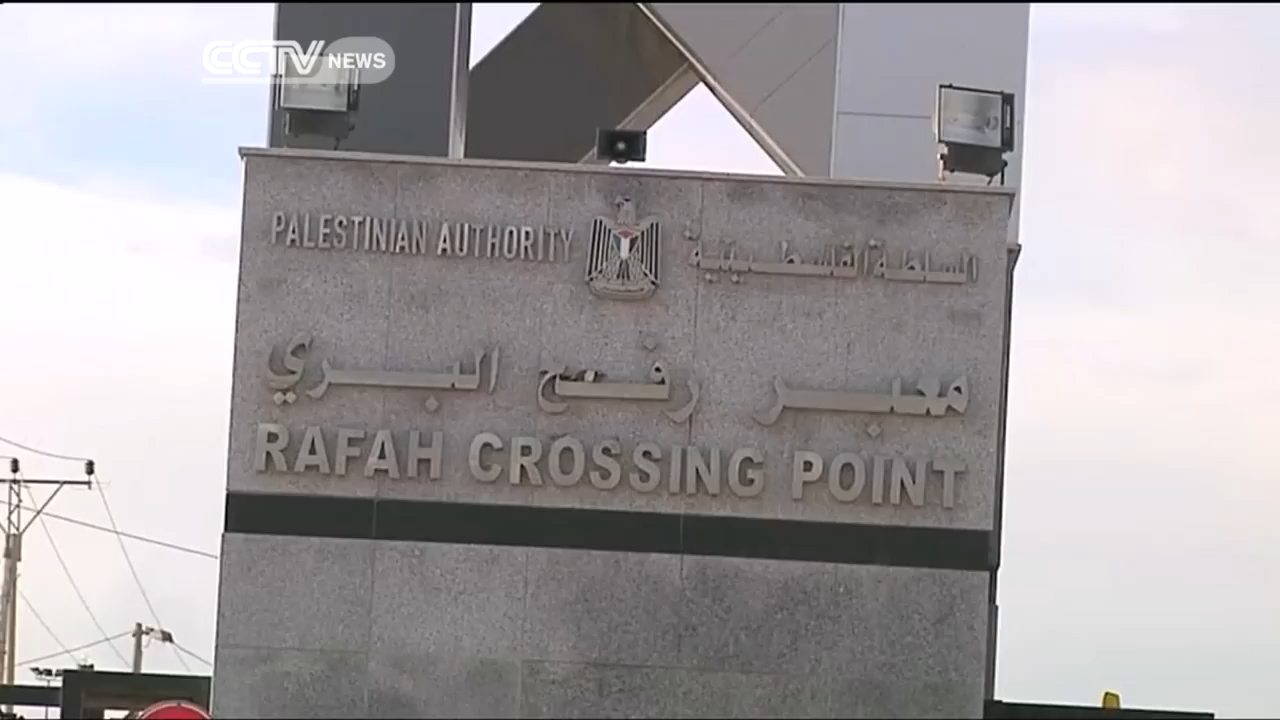 CCTV NEWS
PALESTINIAN AUTHORITY السلطة الفلسطينية
معبر رفح البري
RAFAH CROSSING POINT